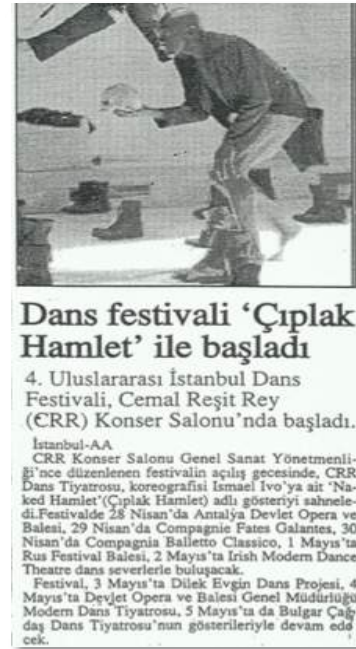 Dans festivali ‘Çıplak
Hamlet’ ile başladı
4. Uluslararası İstanbul Dans
Festivali, Cemal Reşit Rey
(CRR) Konser Salonu’nda başladı.
İstanbul-AA
CRR Konser Salonu Genel Sanat Yönetmenli-
ği’nce düzenlenen festivalin açılış gecesinde, CRR
Dans Tiyatrosu, koreografisi Ismael Ivo’ya ait ‘Na-
ked Hamlet’(Çıplak Hamlet) adlı gösteriyi sahnele-
di.Festivalde 28 Nisan’da Antalya Devlet Opera ve
Balesi, 29 Nisan’da Compagnie Fates Galantes, 30
Nisan’da Compagnia Balletto Classico, 1 Mayıs’ta
Rus Festival Balesi, 2 Mayıs’ta Irish Modern Dance
Theatre dans severlerle buluşacak.
Festival, 3 Mayıs’ta Dilek Evgin Dans Projesi, 4
Mayıs’ta Devlet Opera ve Balesi Genel Müdürlüğü
Modern Dans Tiyatrosu, 5 Mayıs’ta da Bulgar Çağ-
daş Dans Tiyatrosu’nun gösterileriyle devam ede-
cek.